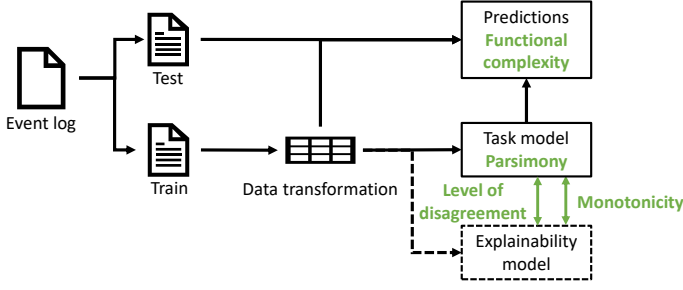 Predictions
Functional
complexity
Test
Event log
Task model
Parsimony
Train
Data transformation
Level of
disagreement
Monotonicity
Explainability
model